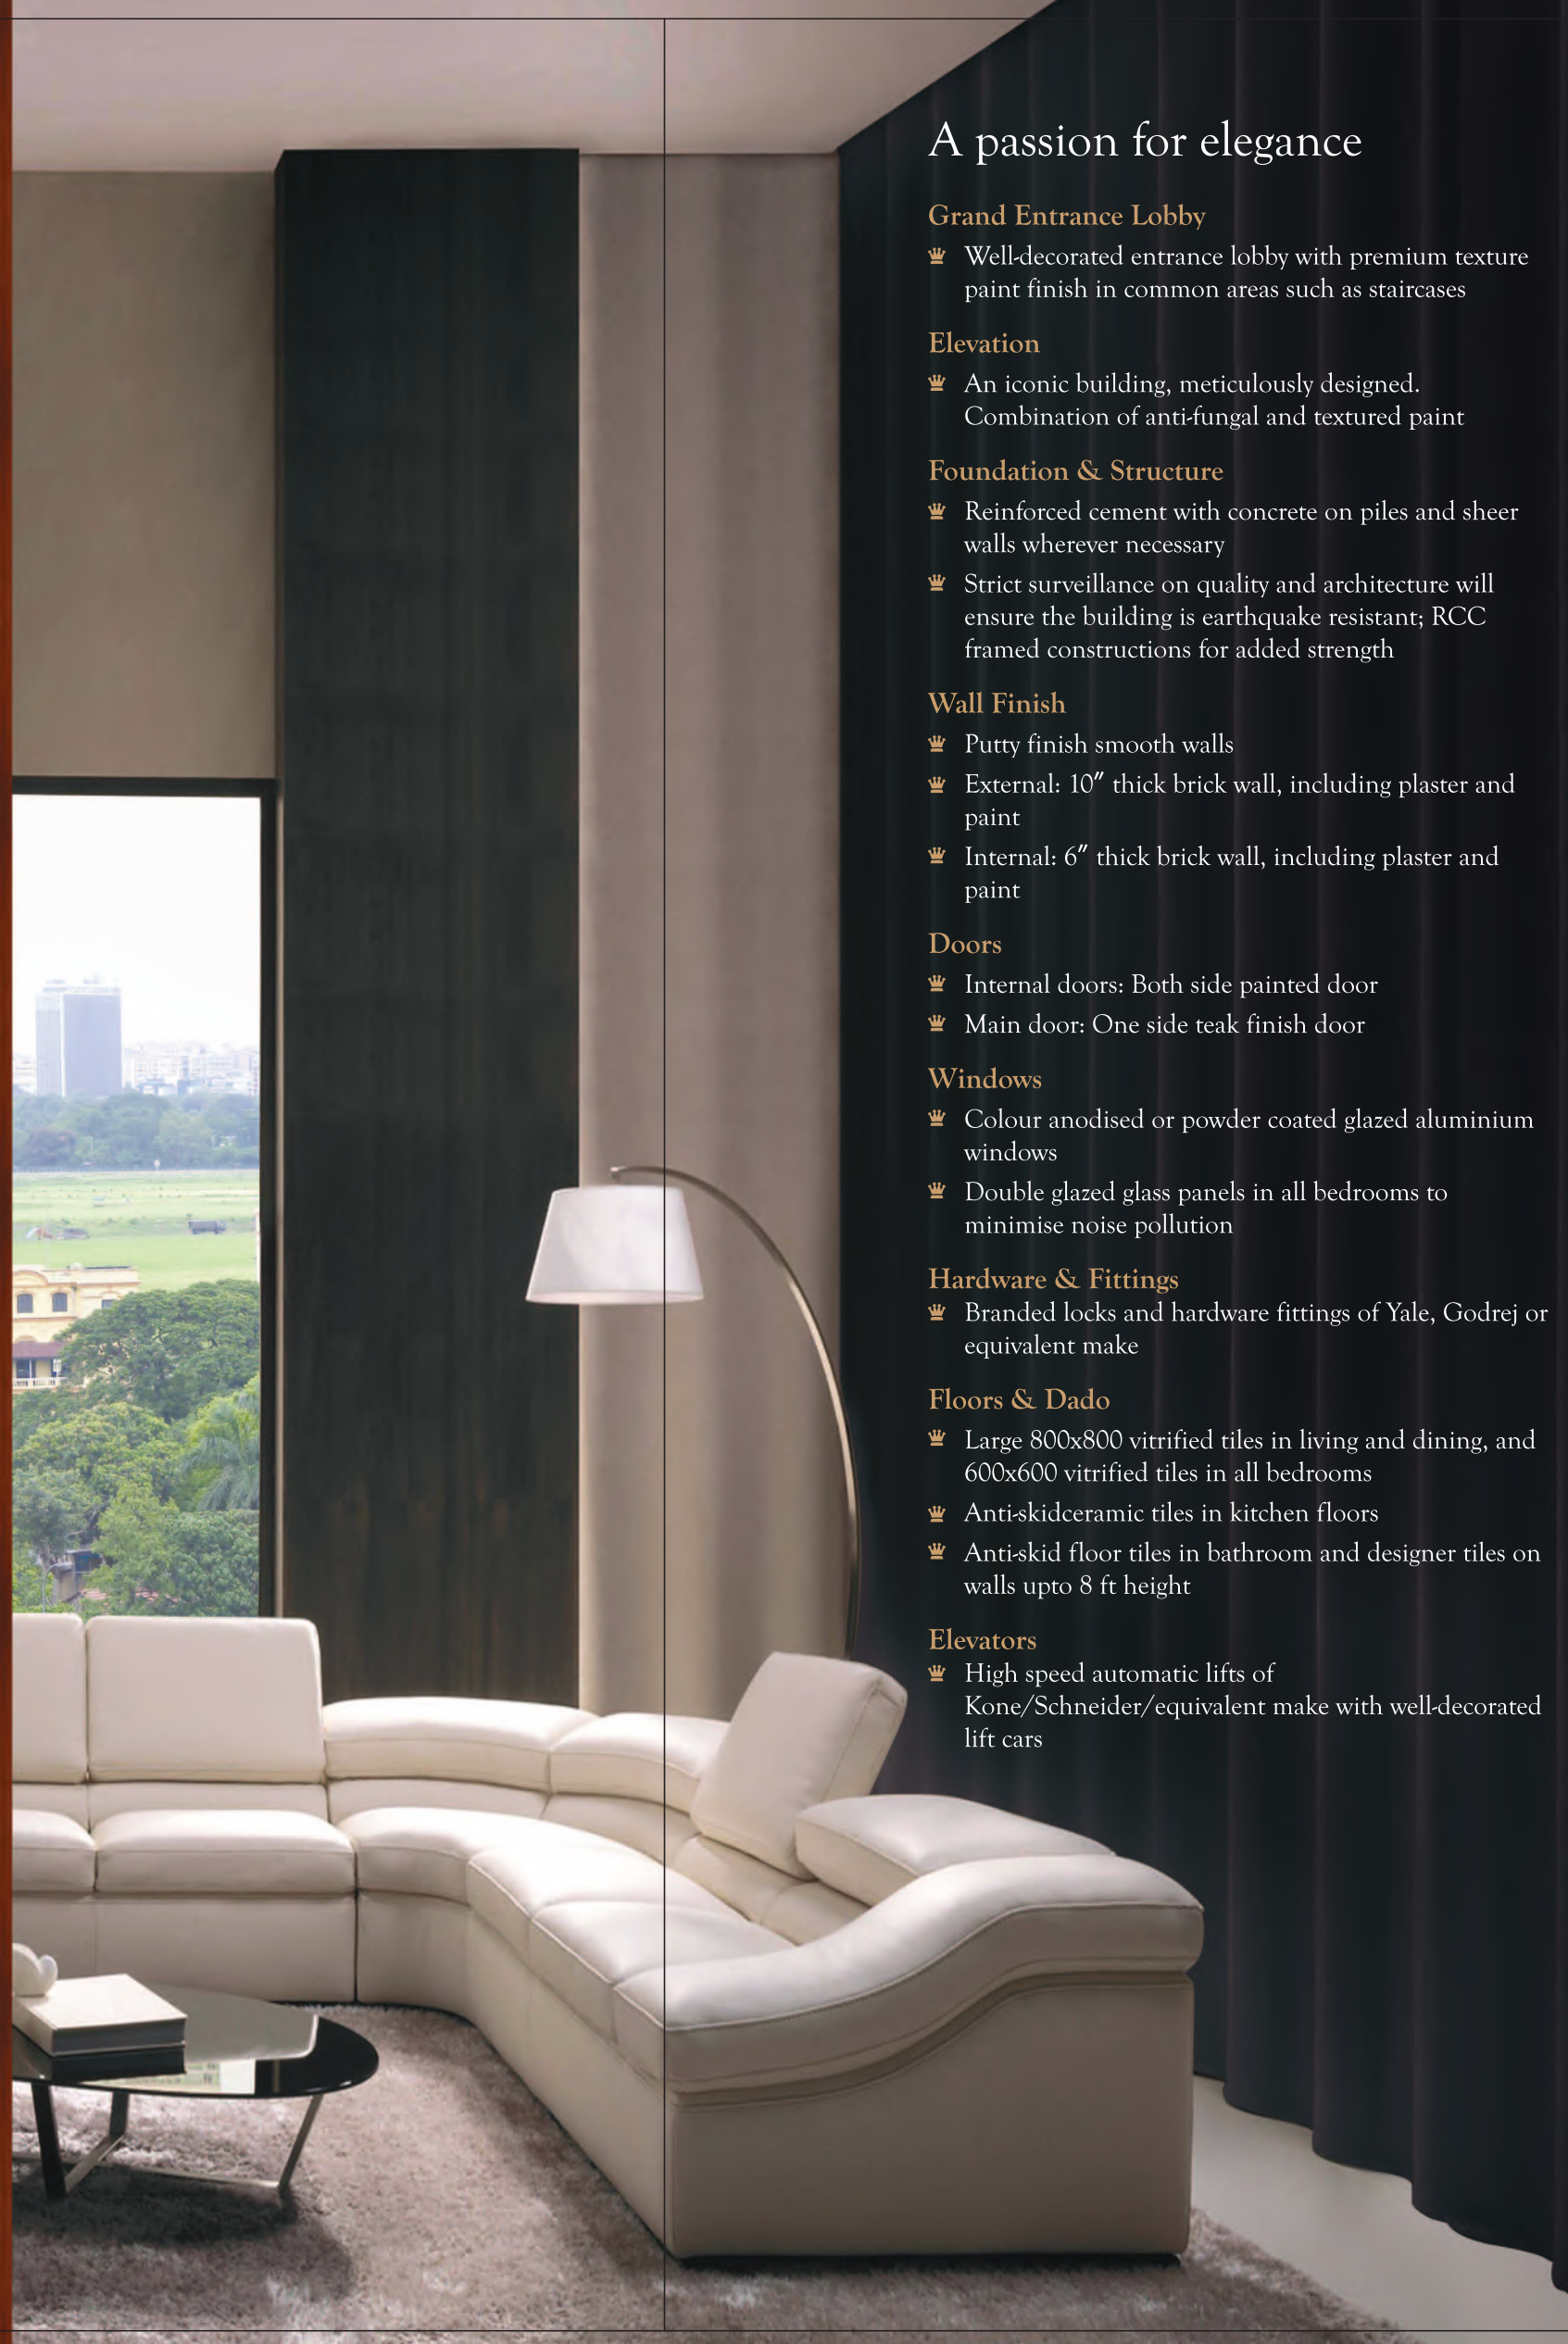 A passion for elegance
Grand Entrance Lobby
Well-decorated entrance lobby with premium texture
paint finish in common areas such as staircases
Elevation
An iconic building, meticulously designed.
Combination of anti-fungal and textured paint
Foundation & Structure
Reinforced cement with concrete on piles and sheer
walls wherever necessary
Strict surveillance on quality and architecture will
ensure the building is earthquake resistant; RCC
framed constructions for added strength
Wall Finish
Putty finish smooth walls
External: 10″ thick brick wall, including plaster and
paint
Internal: 6″ thick brick wall, including plaster and
paint
Doors
Internal doors: Both side painted door
Main door: One side teak finish door
Windows
Colour anodised or powder coated glazed aluminium
windows
Double glazed glass panels in all bedrooms to
minimise noise pollution
Hardware & Fittings
Branded locks and hardware fittings of Yale, Godrej or
equivalent make
Floors & Dado
Large 800x800 vitrified tiles in living and dining, and
600x600 vitrified tiles in all bedrooms
Anti-skidceramic tiles in kitchen floors
Anti-skid floor tiles in bathroom and designer tiles on
walls upto 8 ft height
Elevators
High speed automatic lifts of
Kone/Schneider/equivalent make with well-decorated
lift cars